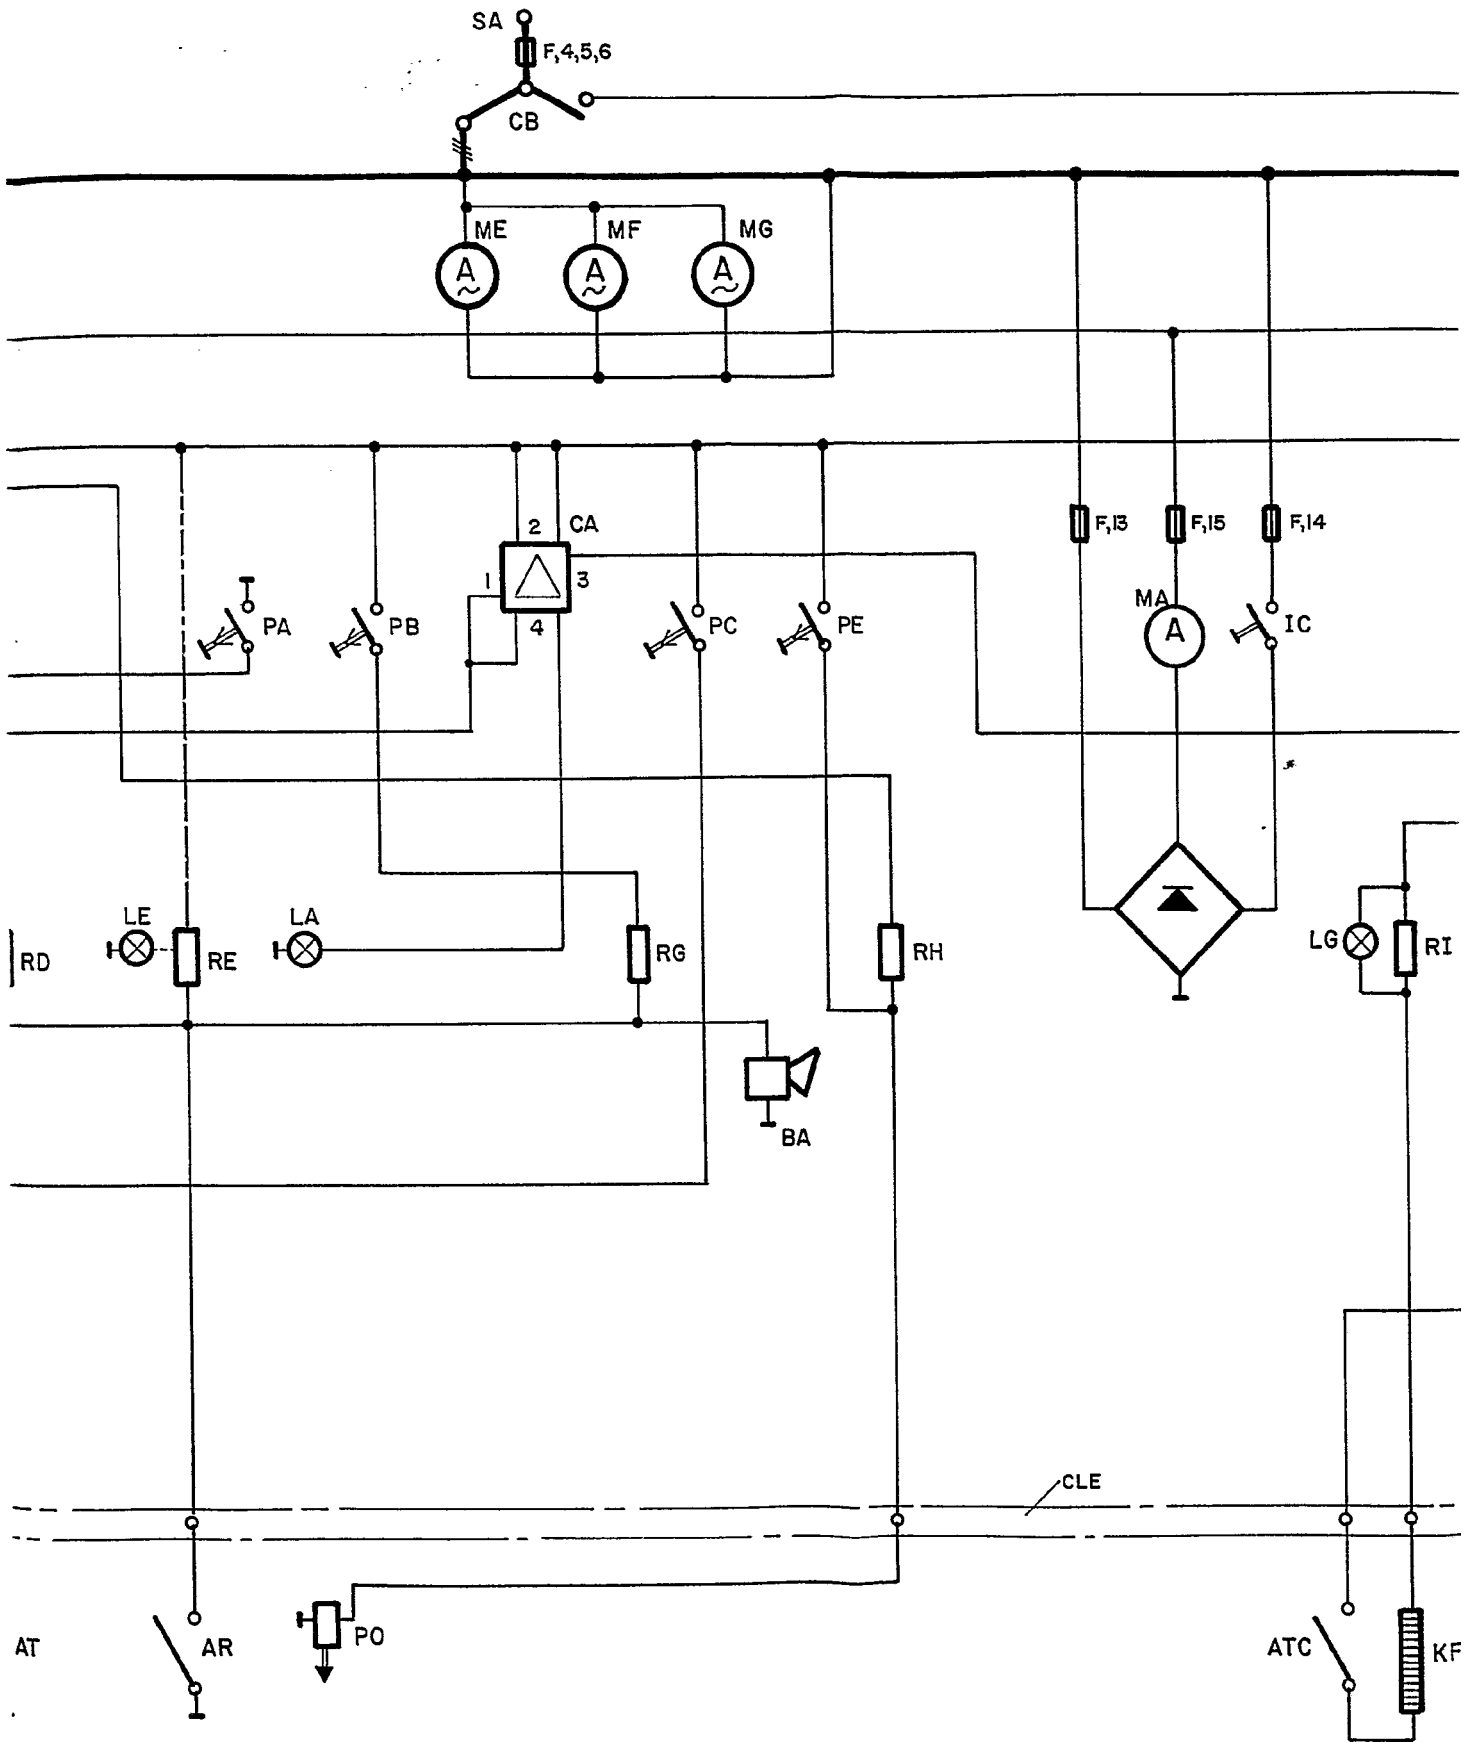 SA
F,4,5,6
CB
ME
MF
MG
A
A
A
2
CA
F,13
F,15
F,14
1
3
MA
PA
PB
4
PC
PE
A
IC
LE
LA
RD
RE
RG
RH
LG
RI
BA
CLE
AT
AR
PO
ATC
KF